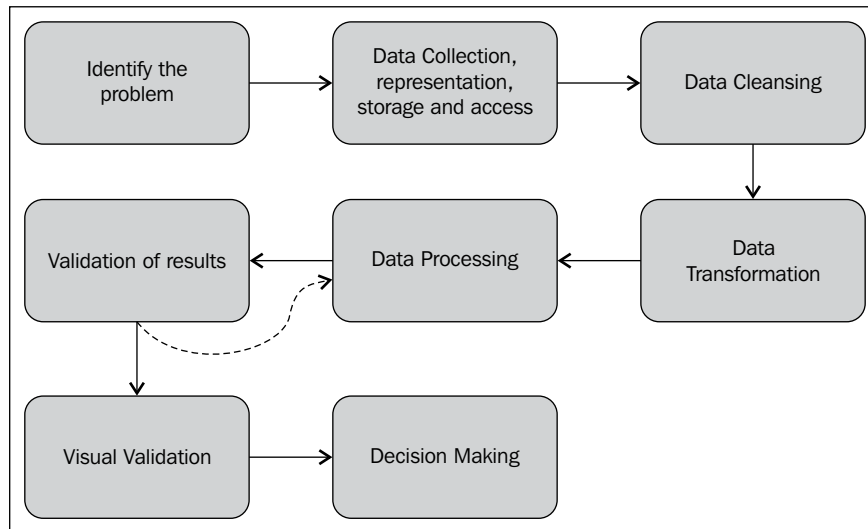 Identify the
problem
Data Collection,
representation,
storage and access
Data Cleansing
Validation of results
Data Processing
Data
Transformation
Visual Validation
Decision Making